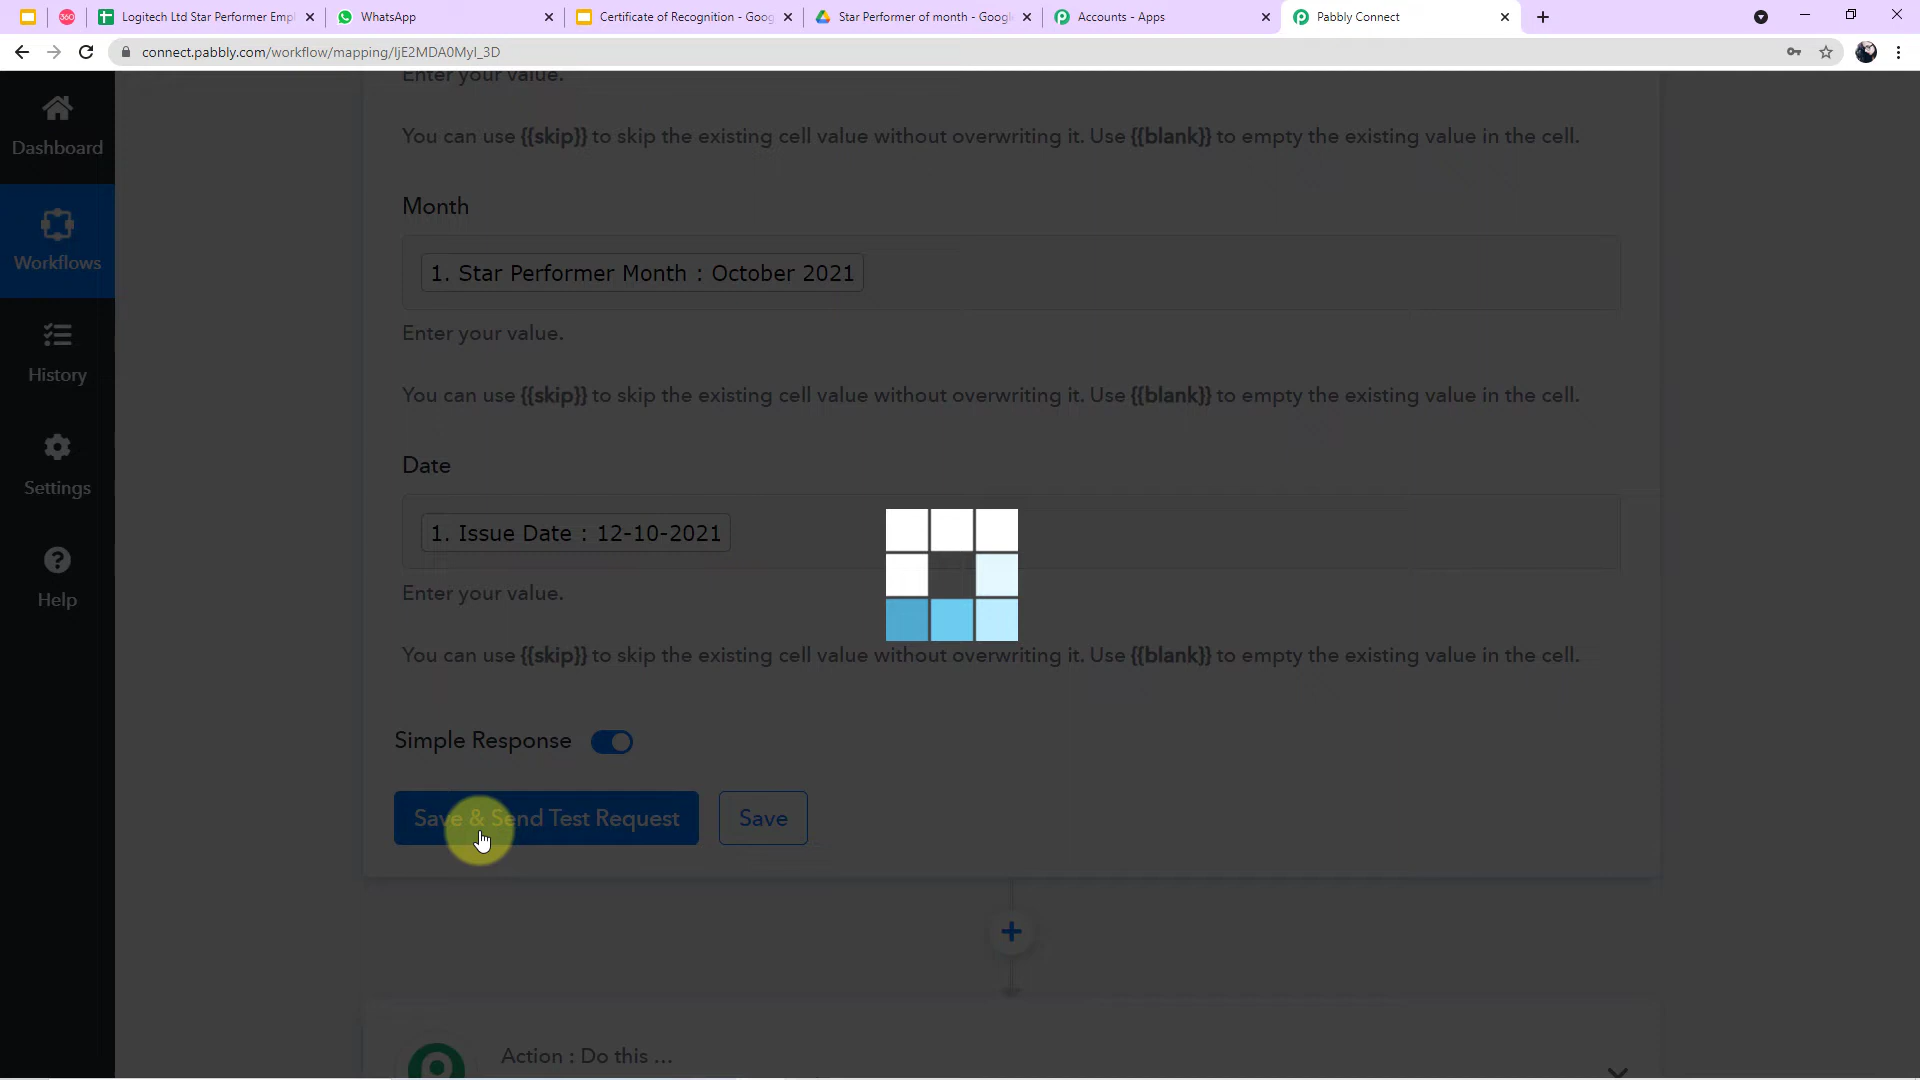 360
Logitech Ltd Star Performer Empl
WhatsApp
Certificate of Recognition - Goog
Star Performer of month - Google
Accounts - Apps
Pabbly Connect
connect.pabbly.com/workflow/mapping/IjE2MDA0MyI_3D
Enter your value.
Dashboard
You can use {{skip}} to skip the existing cell value without overwriting it. Use {{blank}} to empty the existing value in the cell.
Month
Workflows
1. Star Performer Month : October 2021
Enter your value.
History
You can use {{skip}} to skip the existing cell value without overwriting it. Use {{blank}} to empty the existing value in the cell.
Date
Settings
1. Issue Date : 12-10-2021
Enter your value.
Help
You can use {{skip}} to skip the existing cell value without overwriting it. Use {{blank}} to empty the existing value in the cell.
Simple Response
Save & Send Test Request
Save
Action : Do this ...